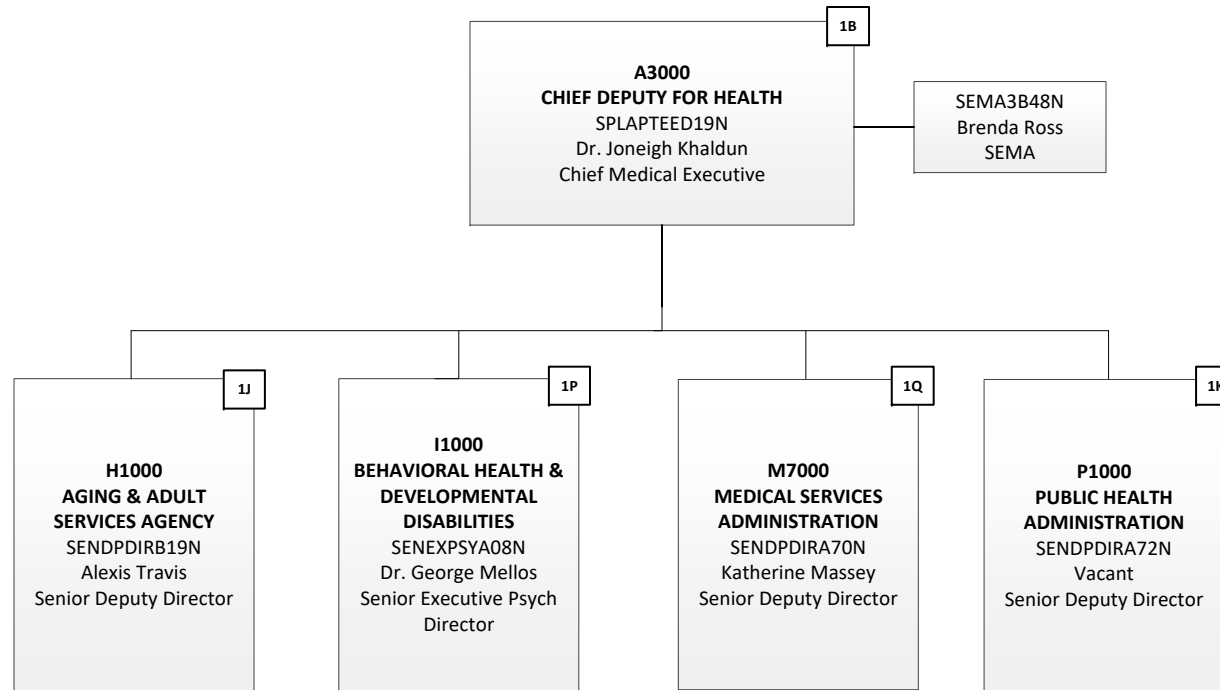 1B
A3000
CHIEF DEPUTY FOR HEALTH
SPLAPTEED19N
Dr. Joneigh Khaldun
Chief Medical Executive
SEMA3B48N
Brenda Ross
SEMA
1J
H1000
AGING & ADULT
SERVICES AGENCY
SENDPDIRB19N
Alexis Travis
Senior Deputy Director
1P
I1000
BEHAVIORAL HEALTH &
DEVELOPMENTAL
DISABILITIES
SENEXPSYA08N
Dr. George Mellos
Senior Executive Psych
Director
1Q
M7000
MEDICAL SERVICES
ADMINISTRATION
SENDPDIRA70N
Katherine Massey
Senior Deputy Director
1K
P1000
PUBLIC HEALTH
ADMINISTRATION
SENDPDIRA72N
Vacant
Senior Deputy Director